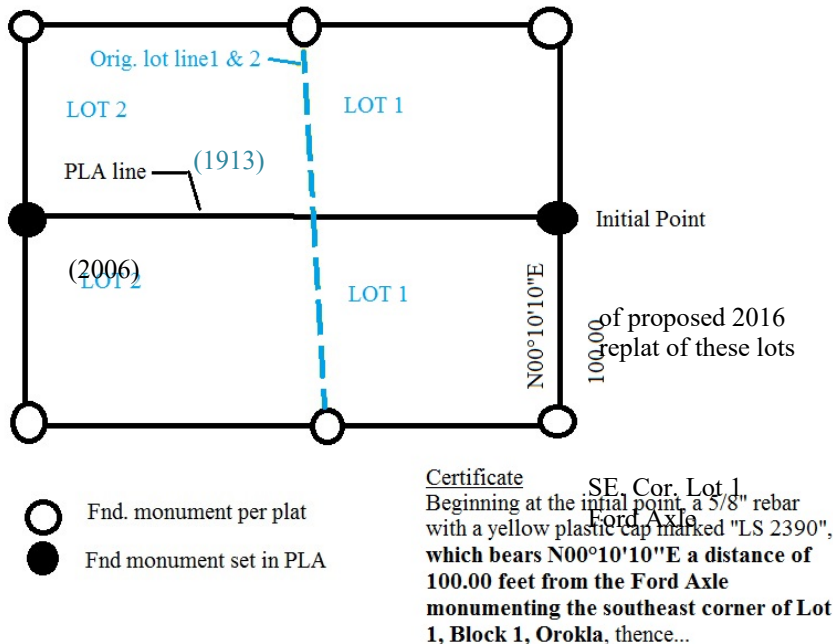 Orig. lot line1 & 2
LOT 2
LOT 1
PLA line
(1913)
Initial Point
(2006)
LOT 2
LOT 1
N00°10'10"E
100.00
of proposed 2016
replat of these lots
Fnd. monument per plat
Fnd monument set in PLA
SE. Cor. Lot 1
Ford Axle
Certificate
Beginning at the intial point, a 5/8" rebar
with a yellow plastic cap marked "LS 2390",
which bears N00°10'10"E a distance of
100.00 feet from the Ford Axle
monumenting the southeast corner of Lot
1, Block 1, Orokla, thence...